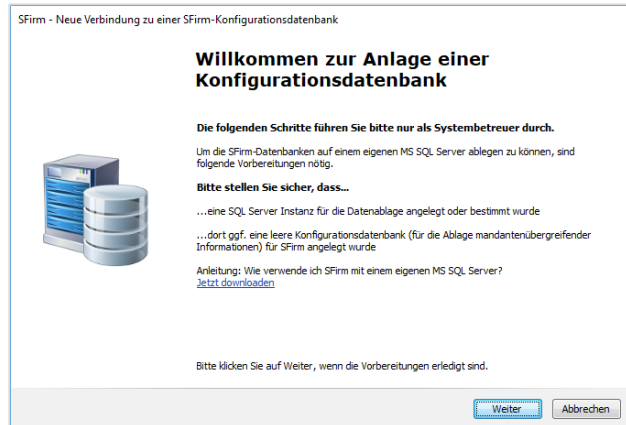 SFirm - Neue Verbindung zu einer SFirm-Konfigurationsdatenbank
Willkommen zur Anlage einer
Konfigurationsdatenbank
Die folgenden Schritte führen Sie bitte nur als Systembetreuer durch.
Um die SFirm-Datenbanken auf einem eigenen MS SQL Server ablegen zu können, sind
folgende Vorbereitungen nötig.
Bitte stellen Sie sicher, dass...
...eine SQL Server Instanz für die Datenablage angelegt oder bestimmt wurde
...dort ggf. eine leere Konfigurationsdatenbank (für die Ablage mandantenübergreifender
Informationen) für SFirm angelegt wurde
Anleitung: Wie verwende ich SFirm mit einem eigenen MS SQL Server?
Jetzt downloaden
Bitte klicken Sie auf Weiter, wenn die Vorbereitungen erledigt sind.
Weiter Abbrechen